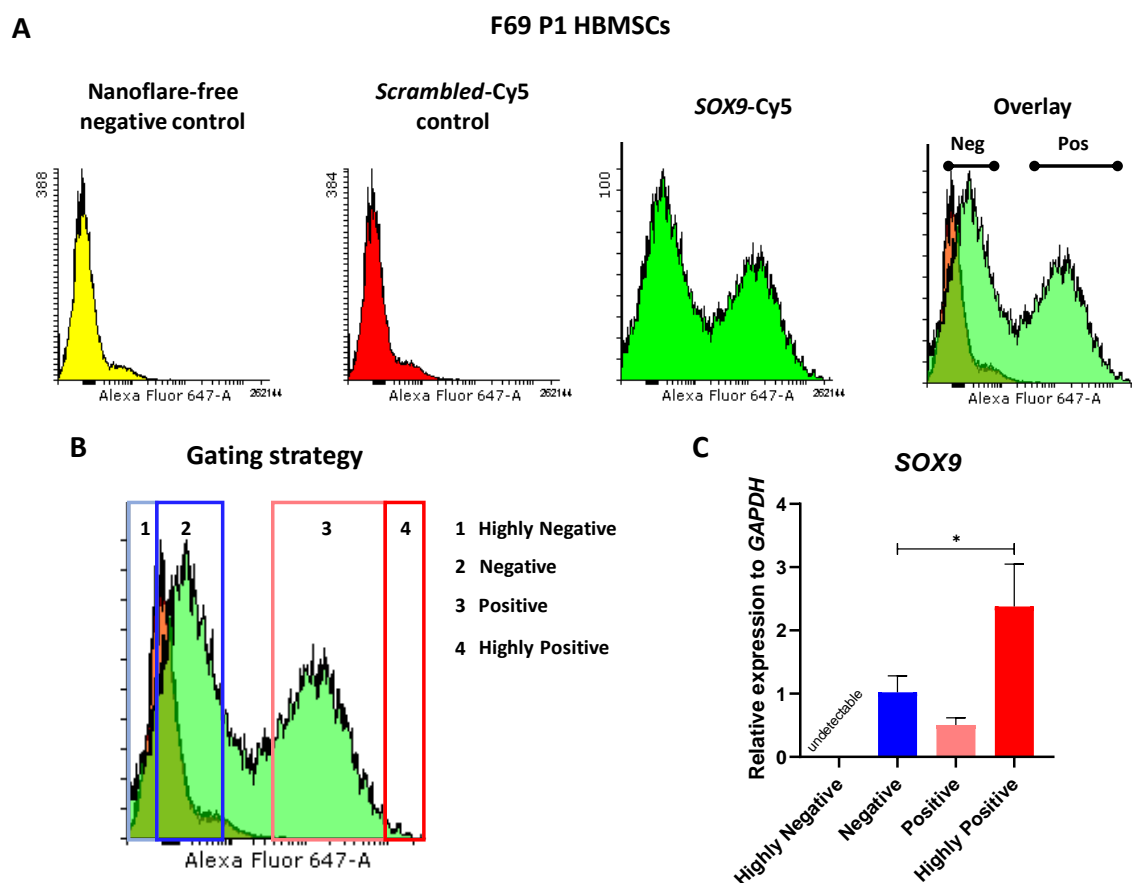 A
F69 P1 HBMSCs
Nanoflare-free
negative control
388
Alexa Fluor 647-A
262144
Scrambled-Cy5
control
384
Alexa Fluor 647-A
262144
SOX9-Cy5
100
Alexa Fluor 647-A
262144
Overlay
Neg
Pos
Alexa Fluor 647-A
B
Gating strategy
1
2
3
4
Alexa Fluor 647-A
1 Highly Negative
2 Negative
3 Positive
4 Highly Positive
C
SOX9
Relative expression to GAPDH
4
3
2
1
0
*
undetectable
Highly Negative
Negative
Positive
Highly Positive